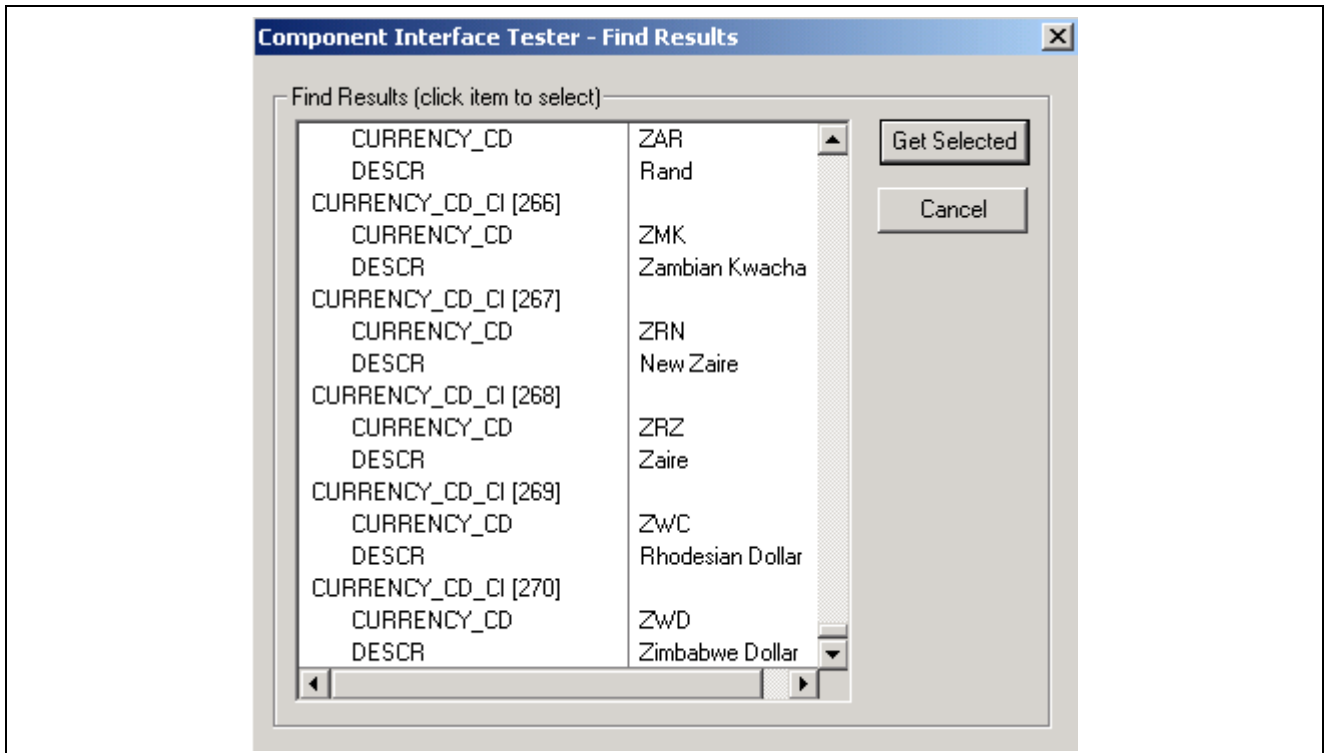 Component Interface Tester - Find Results
Find Results (click item to select)
CURRENCY_CD ZAR
DESCR Rand
CURRENCY_CD_CI [266]
CURRENCY_CD ZMK
DESCR Zambian Kwacha
CURRENCY_CD_CI [267]
CURRENCY_CD ZRN
DESCR New Zaire
CURRENCY_CD_CI [268]
CURRENCY_CD ZRZ
DESCR Zaire
CURRENCY_CD_CI [269]
CURRENCY_CD ZWC
DESCR Rhodesian Dollar
CURRENCY_CD_CI [270]
CURRENCY_CD ZWD
DESCR Zimbabwe Dollar
Get Selected
Cancel